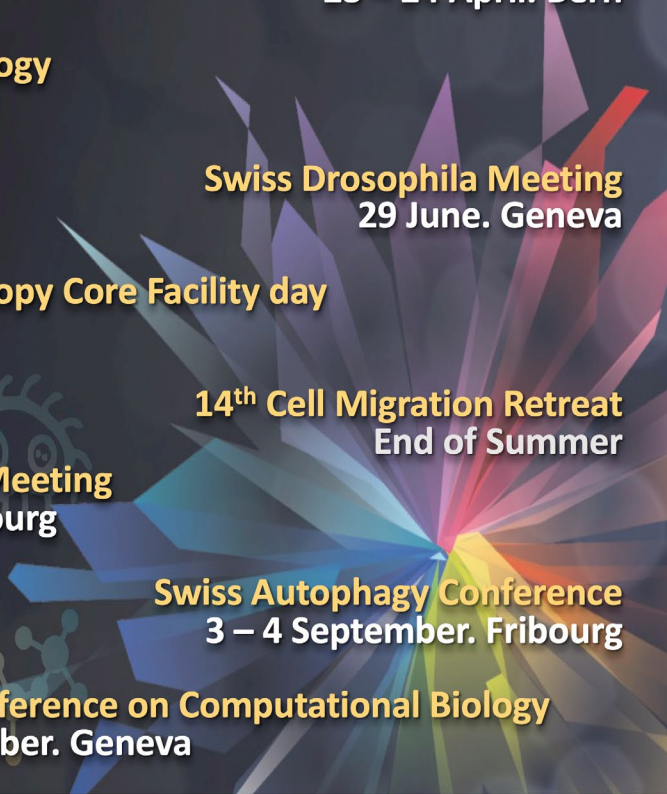 ogy
Swiss Drosophila Meeting
29 June. Geneva
opy Core Facility day
14th Cell Migration Retreat
End of Summer
Meeting
ourg
Swiss Autophagy Conference
3 – 4 September. Fribourg
ference on Computational Biology
ber. Geneva